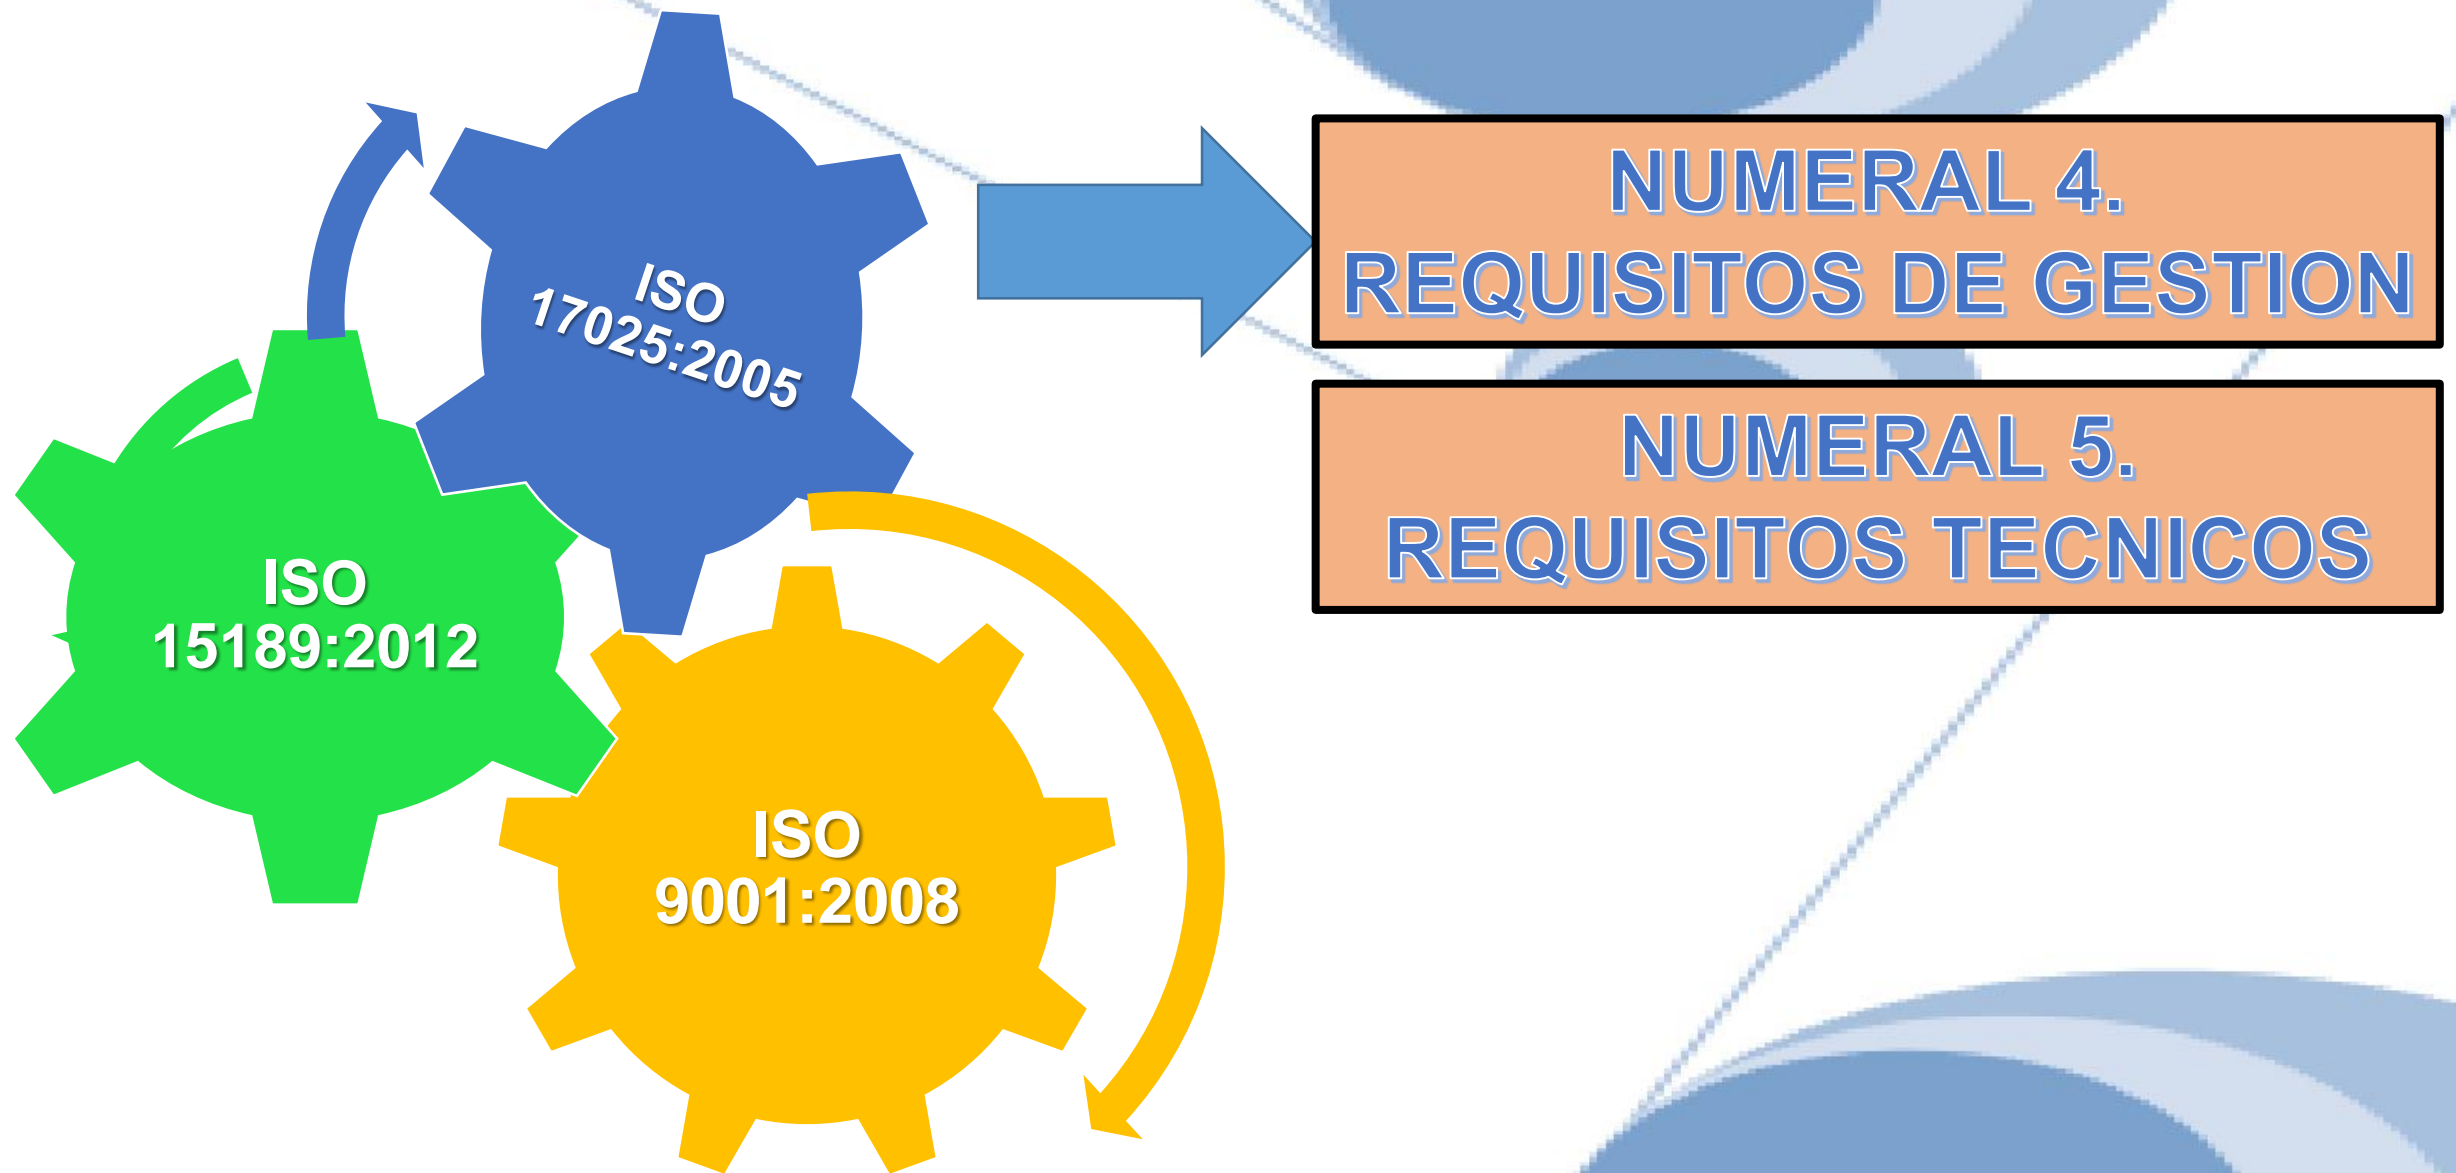 ISO
17025:2005
NUMERAL 4.
REQUISITOS DE GESTION
NUMERAL 5.
REQUISITOS TECNICOS
ISO
15189:2012
ISO
9001:2008